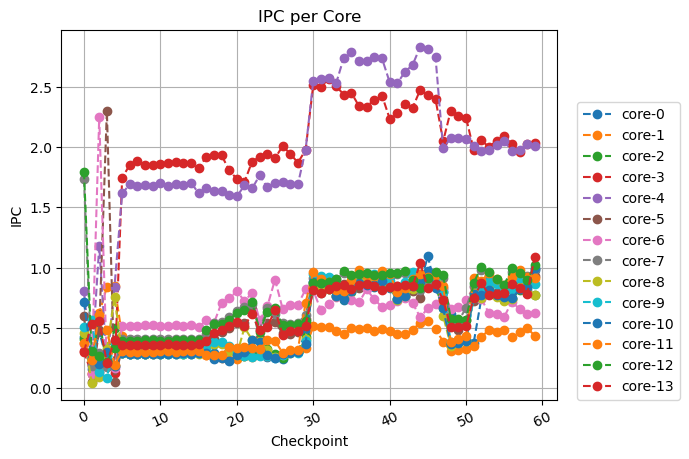 IPC per Core
IPC
2.5
2.0
1.5
1.0
0.5
0.0
0
10
20
30
40
50
60
Checkpoint
core-0
core-1
core-2
core-3
core-4
core-5
core-6
core-7
core-8
core-9
core-10
core-11
core-12
core-13